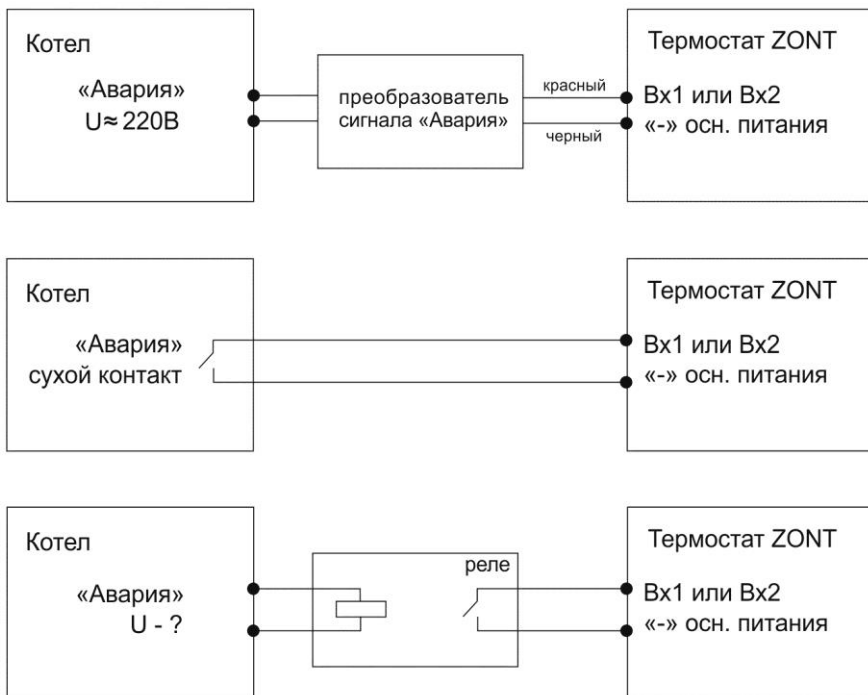 Котел
«Авария»
U≈ 220В
преобразователь
сигнала «Авария»
красный
черный
Термостат ZONT
Вх1 или Вх2
«-» осн. питания
Котел
«Авария»
сухой контакт
Термостат ZONT
Вх1 или Вх2
«-» осн. питания
Котел
«Авария»
U - ?
реле
Термостат ZONT
Вх1 или Вх2
«-» осн. питания